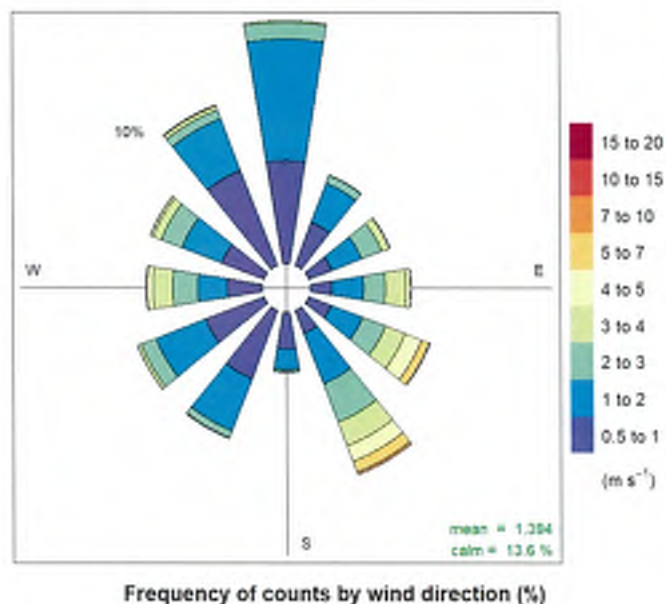 10%
W
E
S
15 to 20
10 to 15
7 to 10
5 to 7
4 to 5
3 to 4
2 to 3
1 to 2
0.5 to 1
(m s⁻¹)
mean = 1.394
calm = 13.6 %
Frequency of counts by wind direction (%)